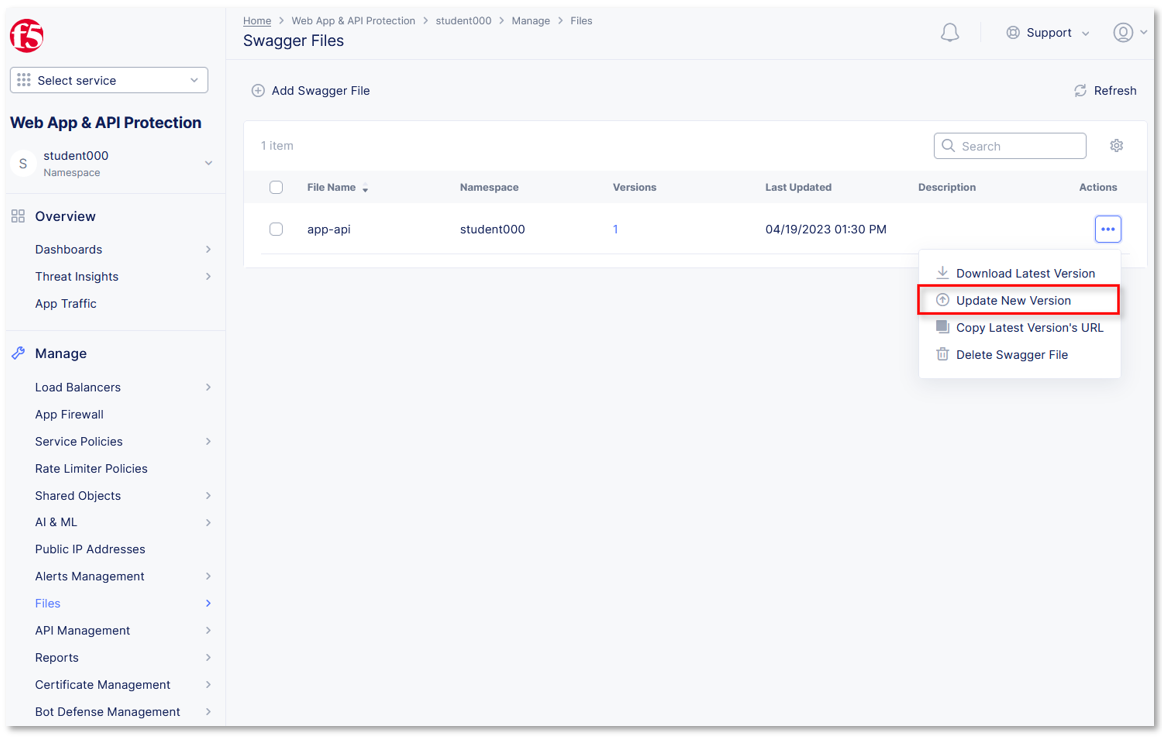 f5
Select service
Web App & API Protection
S
student000
Namespace
Overview
Dashboards
Threat Insights
App Traffic
Manage
Load Balancers
App Firewall
Service Policies
Rate Limiter Policies
Shared Objects
AI & ML
Public IP Addresses
Alerts Management
Files
API Management
Reports
Certificate Management
Bot Defense Management
Home > Web App & API Protection > student000 > Manage > Files
Swagger Files
Support
Add Swagger File
Refresh
1 item
Search
File Name Namespace Versions Last Updated Description Actions
app-api student000 1 04/19/2023 01:30 PM
Download Latest Version
Update New Version
Copy Latest Version's URL
Delete Swagger File